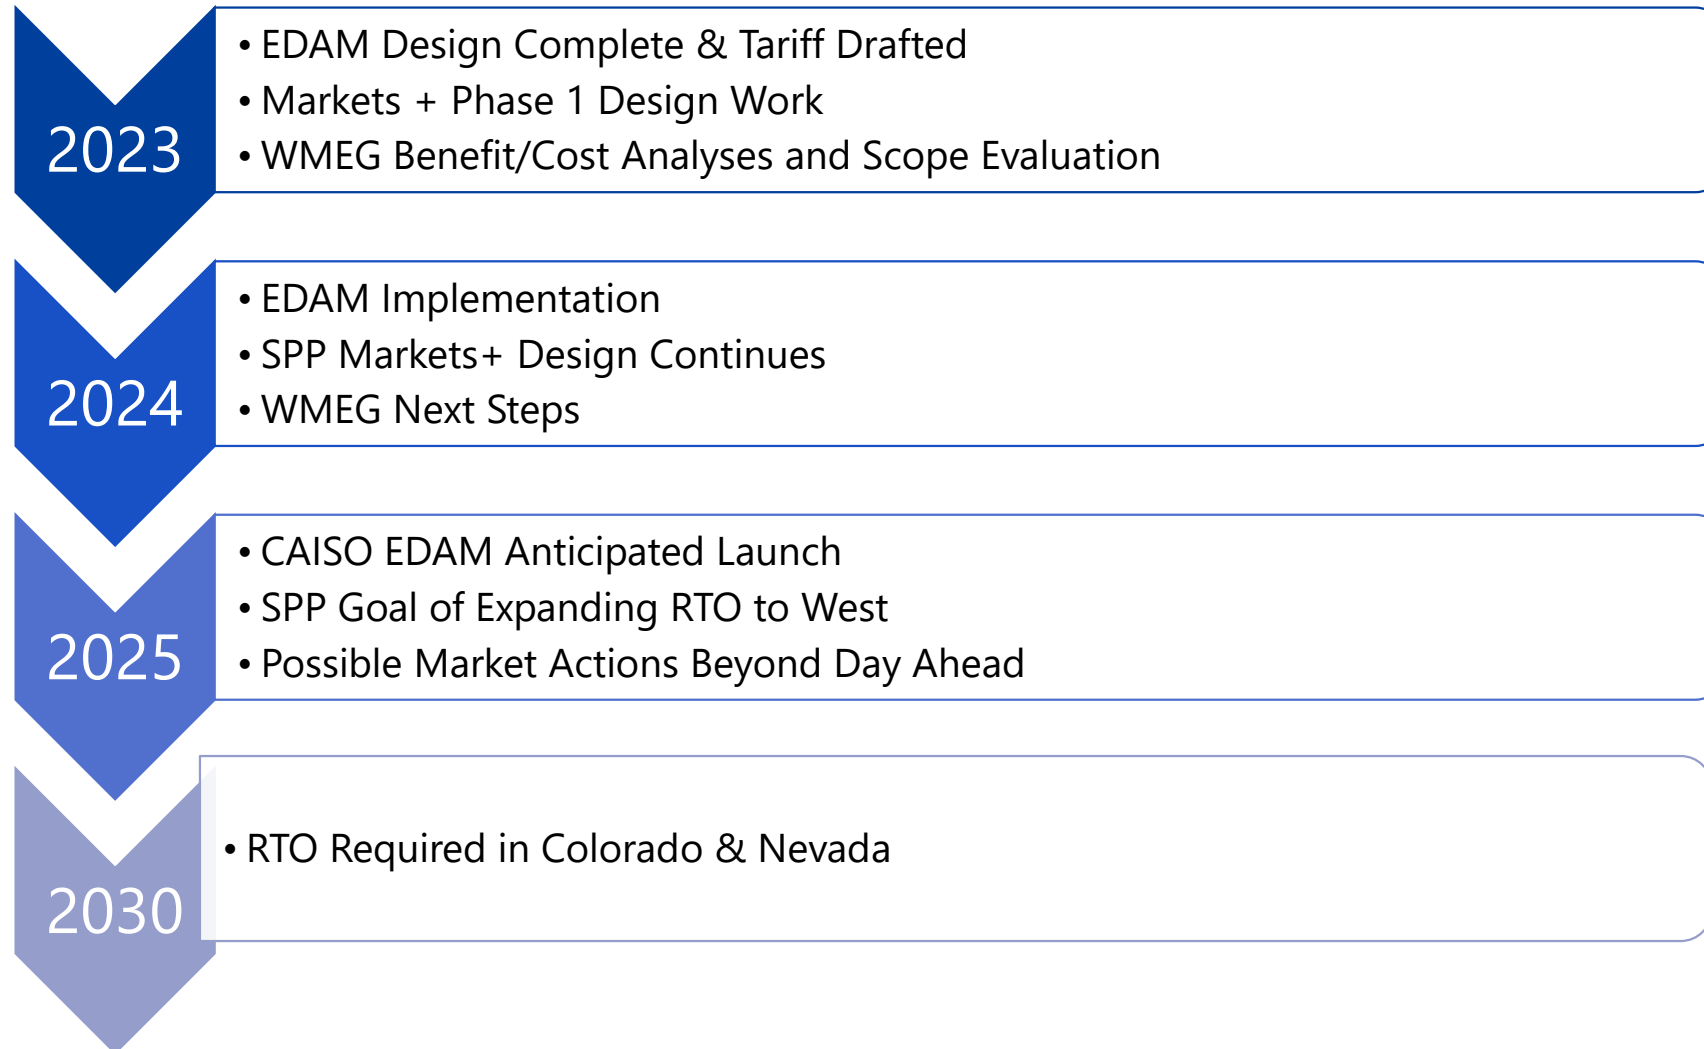 2023
• EDAM Design Complete & Tariff Drafted
• Markets + Phase 1 Design Work
• WMEG Benefit/Cost Analyses and Scope Evaluation
2024
• EDAM Implementation
• SPP Markets+ Design Continues
• WMEG Next Steps
2025
• CAISO EDAM Anticipated Launch
• SPP Goal of Expanding RTO to West
• Possible Market Actions Beyond Day Ahead
2030
• RTO Required in Colorado & Nevada